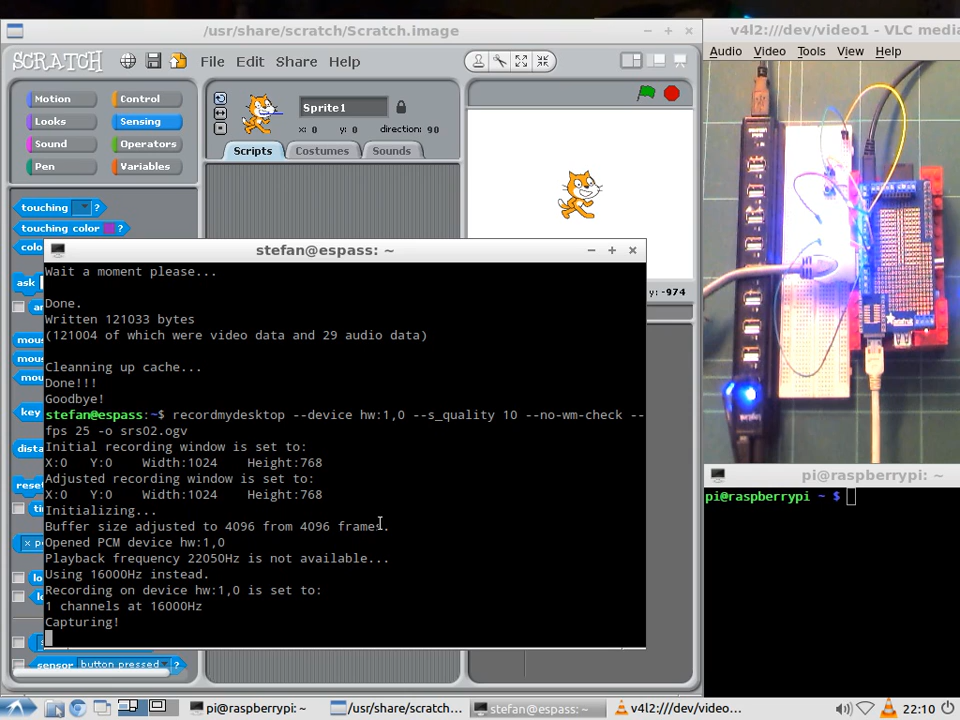 /usr/share/scratch/Scratch.image
SCRATCH
File Edit Share Help
Motion Control
Looks Sensing
Sound Operators
Pen Variables
Sprite1
x: 0 y: 0 direction: 90
Scripts Costumes Sounds
touching ?
touching color ?
ask
key
y: -974
sensor button pressed ?
stefan@espass: ~
Wait a moment please...
Done.
Written 121033 bytes
(121004 of which were video data and 29 audio data)
Cleanning up cache...
Done!!!
Goodbye!
stefan@espass:~$ recordmydesktop --device hw:1,0 --s_quality 10 --no-wm-check --
fps 25 -o srs02.ogv
Initial recording window is set to:
X:0 Y:0 Width:1024 Height:768
Adjusted recording window is set to:
X:0 Y:0 Width:1024 Height:768
Initializing...
Buffer size adjusted to 4096 from 4096 frames.
Opened PCM device hw:1,0
Playback frequency 22050Hz is not available...
Using 16000Hz instead.
Recording on device hw:1,0 is set to:
1 channels at 16000Hz
Capturing!
v4l2:///dev/video1 - VLC media
Audio Video Tools View Help
pi@raspberrypi: ~
pi@raspberrypi ~ $
pi@raspberrypi: ~ /usr/share/scratch... stefan@espass: ~ v4l2:///dev/video... 22:10